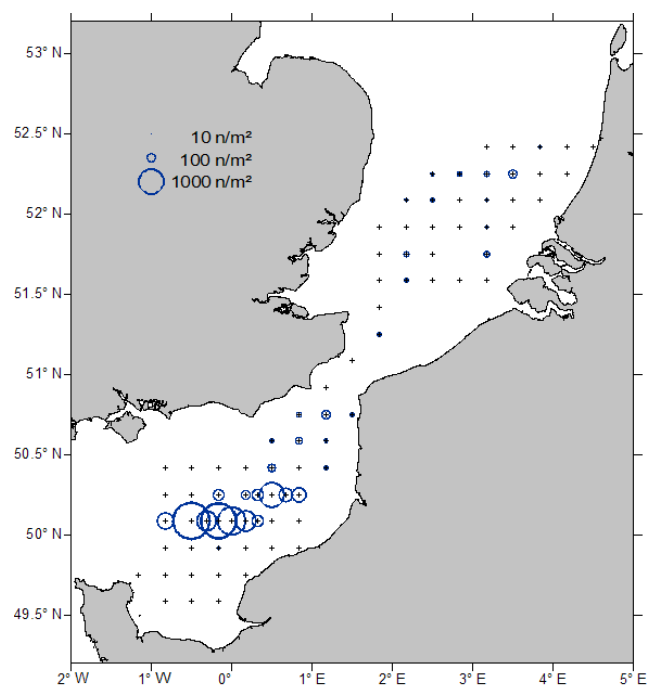 53° N
52.5° N
52° N
51.5° N
51° N
50.5° N
50° N
49.5° N
10 n/m²
100 n/m²
1000 n/m²
2° W
1° W
0°
1° E
2° E
3° E
4° E
5° E